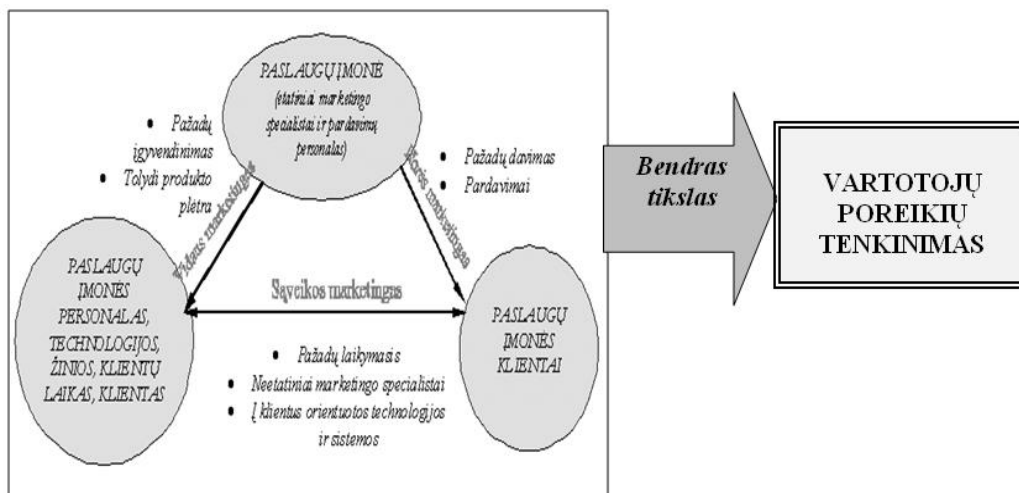 PASLAUGŲ ĮMONĖ
(etatiniai marketingo
specialistai ir pardavimų
personalas)
Pažadų
įgyvendinimas
Tolydi produkto
plėtra
Vidaus marketingas
Išorės marketingas
Pažadų davimas
Pardavimai
PASLAUGŲ
ĮMONĖS
PERSONALAS,
TECHNOLOGIJOS,
ŽINIOS, KLIENTŲ
LAIKAS, KLIENTAS
Sąveikos marketingas
PASLAUGŲ
ĮMONĖS
KLIENTAI
Pažadų laikymasis
Neetatiniai marketingo specialistai
Į klientus orientuotos technologijos
ir sistemos
Bendras
tikslas
VARTOTOJŲ
POREIKIŲ
TENKINIMAS